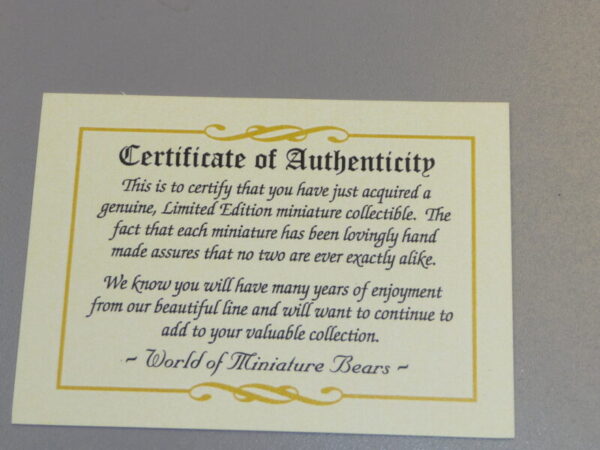 Certificate of Authenticity
This is to certify that you have just acquired a
genuine, Limited Edition miniature collectible. The
fact that each miniature has been lovingly hand
made assures that no two are ever exactly alike.
We know you will have many years of enjoyment
from our beautiful line and will want to continue to
add to your valuable collection.
~ World of Miniature Bears ~